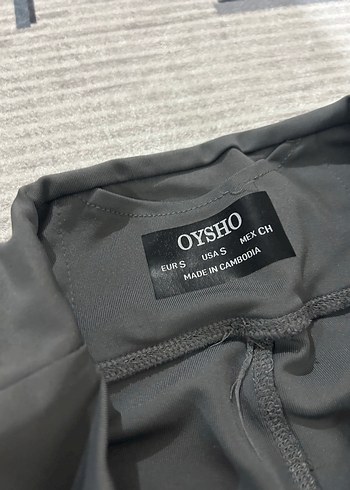 OYSHO
EUR S USA S MEX CH
MADE IN CAMBODIA